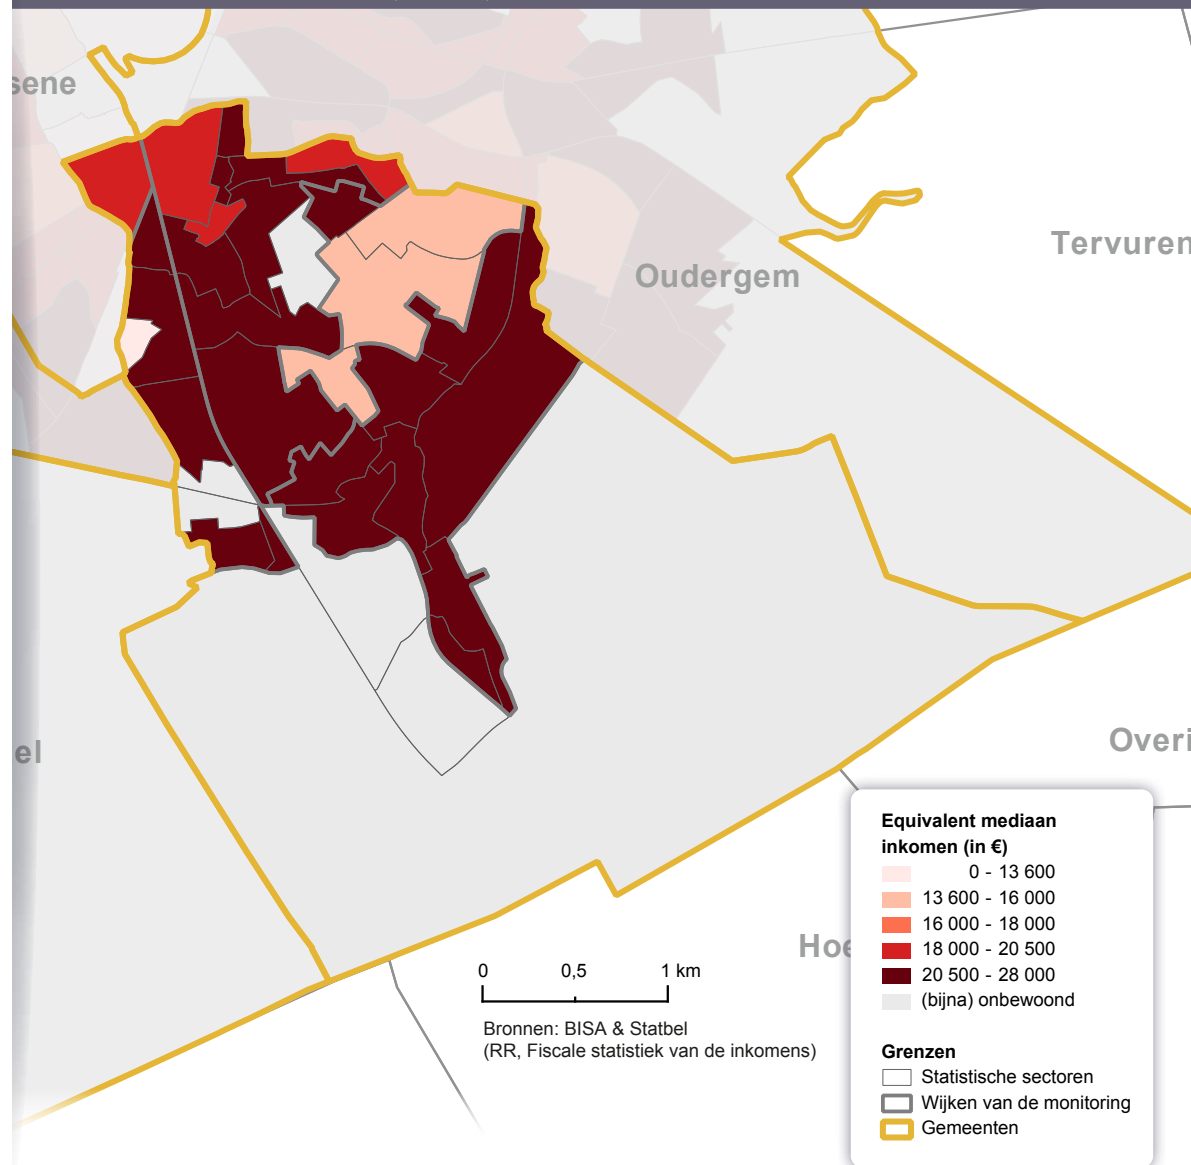 sene
Tervuren
Oudergem
el
Overi
Hoe
Equivalent mediaan
inkomen (in €)
0 - 13 600
13 600 - 16 000
16 000 - 18 000
18 000 - 20 500
20 500 - 28 000
(bijna) onbewoond
Grenzen
Statistische sectoren
Wijken van de monitoring
Gemeenten
0 0,5 1 km
Bronnen: BISA & Statbel
(RR, Fiscale statistiek van de inkomens)